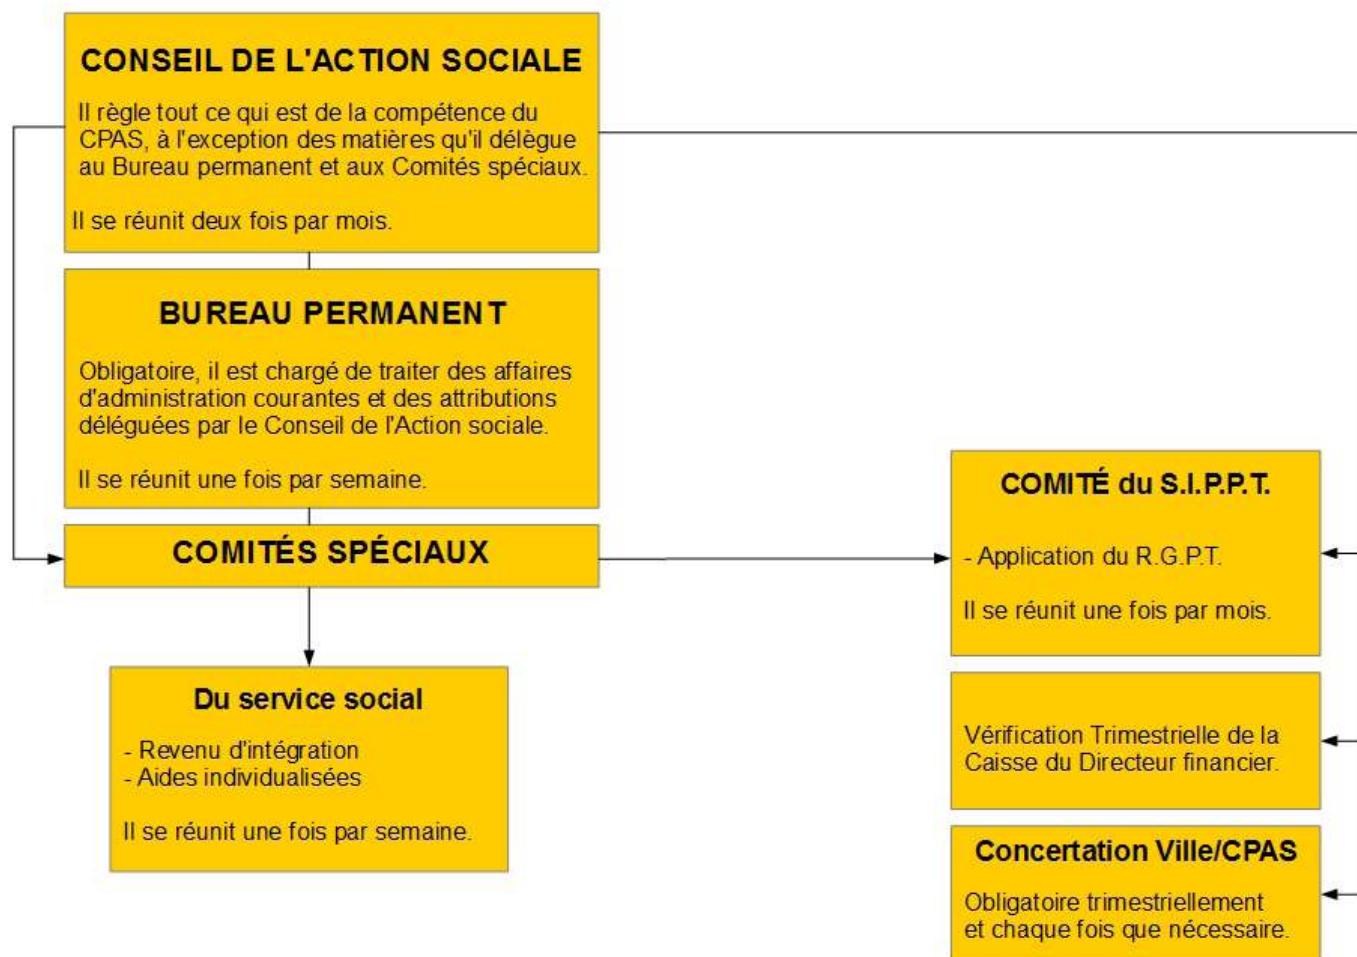 CONSEIL DE L'ACTION SOCIALE
Il règle tout ce qui est de la compétence du
CPAS, à l'exception des matières qu'il délègue
au Bureau permanent et aux Comités spéciaux.
Il se réunit deux fois par mois.
BUREAU PERMANENT
Obligatoire, il est chargé de traiter des affaires
d'administration courantes et des attributions
déléguées par le Conseil de l'Action sociale.
Il se réunit une fois par semaine.
COMITÉS SPÉCIAUX
Du service social
- Revenu d'intégration
- Aides individualisées
Il se réunit une fois par semaine.
COMITÉ du S.I.P.P.T.
- Application du R.G.P.T.
Il se réunit une fois par mois.
Vérification Trimestrielle de la
Caisse du Directeur financier.
Concertation Ville/CPAS
Obligatoire trimestriellement
et chaque fois que nécessaire.